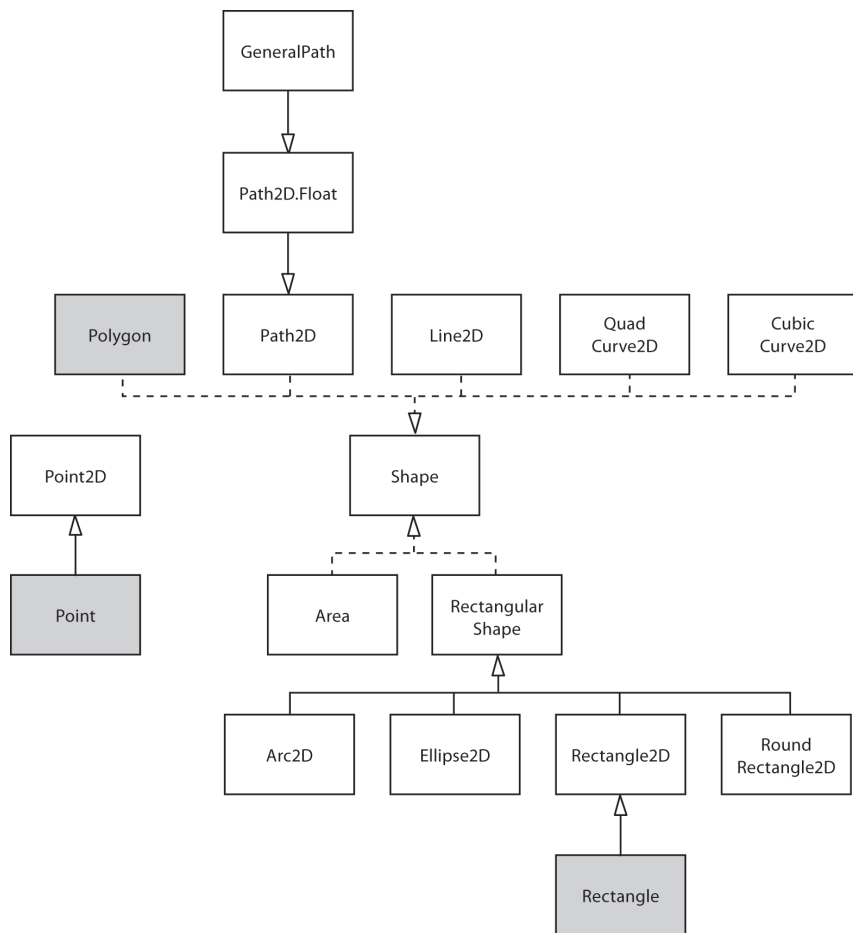 GeneralPath
Path2D.Float
Polygon
Path2D
Line2D
Quad
Curve2D
Cubic
Curve2D
Point2D
Shape
Point
Area
Rectangular
Shape
Arc2D
Ellipse2D
Rectangle2D
Round
Rectangle2D
Rectangle